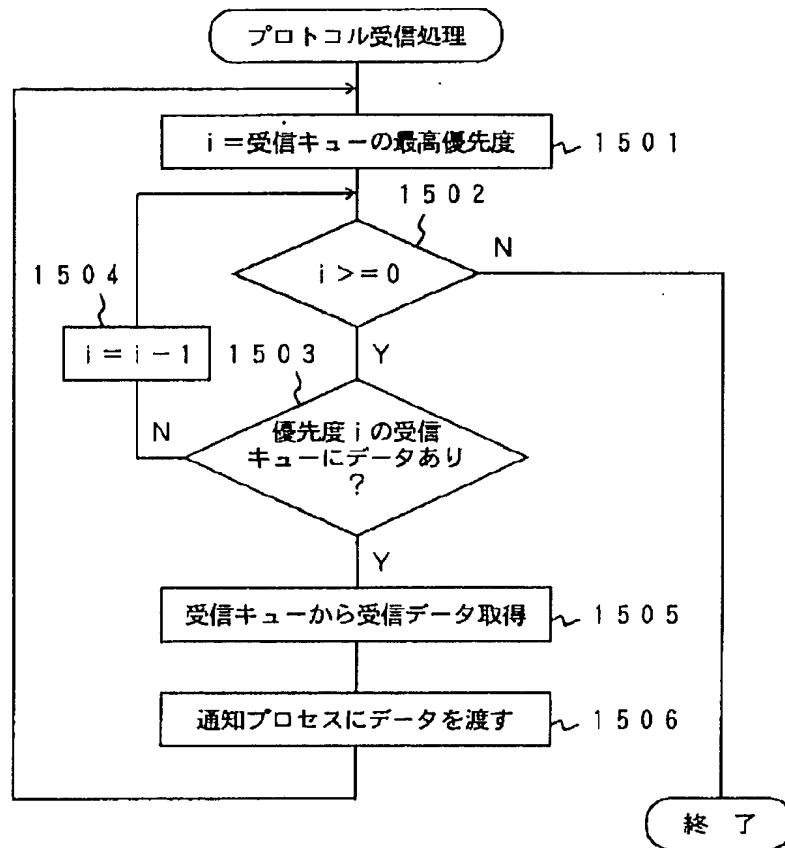 プロトコル受信処理
i＝受信キューの最高優先度
1501
1502
i＞＝0
N
1504
i＝i－1
1503
Y
N
優先度iの受信
キューにデータあり
?
Y
受信キューから受信データ取得
1505
通知プロセスにデータを渡す
1506
終 了